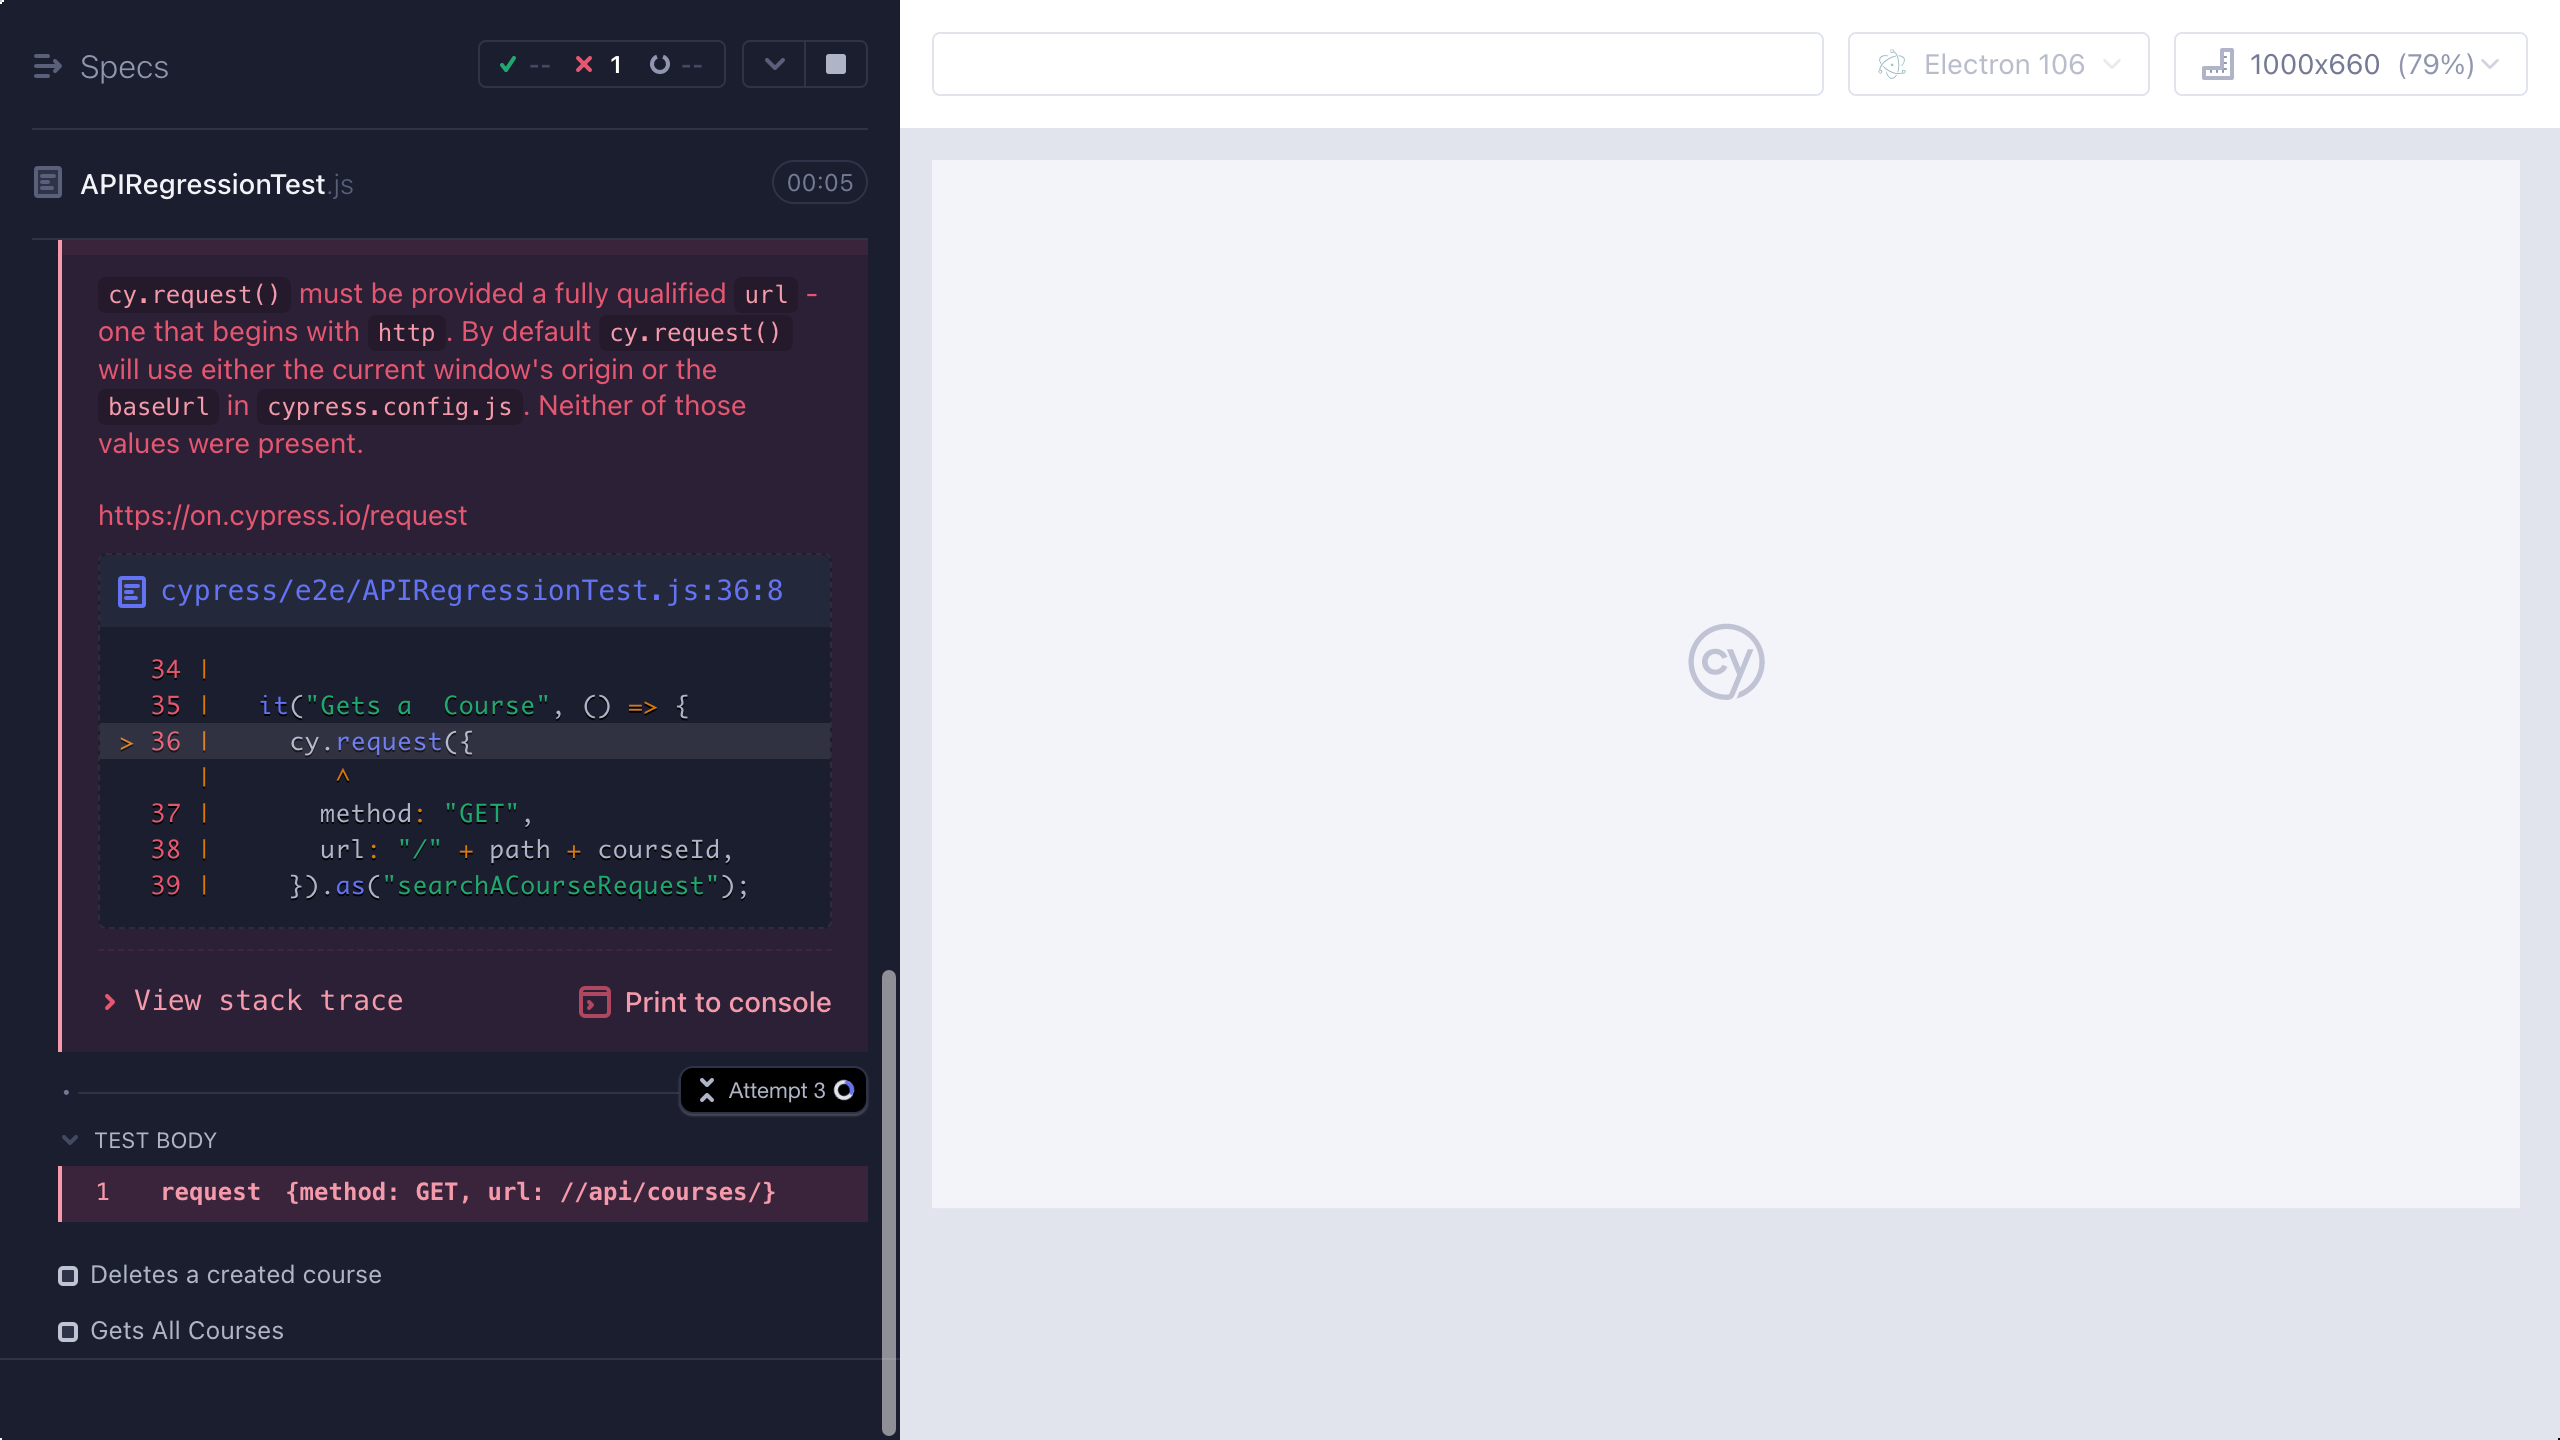 Specs
-- 1 --
APIRegressionTest.js
00:05
cy.request() must be provided a fully qualified url -
one that begins with http. By default cy.request()
will use either the current window's origin or the
baseUrl in cypress.config.js. Neither of those
values were present.
https://on.cypress.io/request
cypress/e2e/APIRegressionTest.js:36:8
34 |
35 | it("Gets a  Course", () => {
> 36 | cy.request({
| ^
37 | method: "GET",
38 | url: "/" + path + courseId,
39 | }).as("searchACourseRequest");
View stack trace
Print to console
Attempt 3
TEST BODY
1 request {method: GET, url: //api/courses/}
Deletes a created course
Gets All Courses
Electron 106
1000x660 (79%)
cy